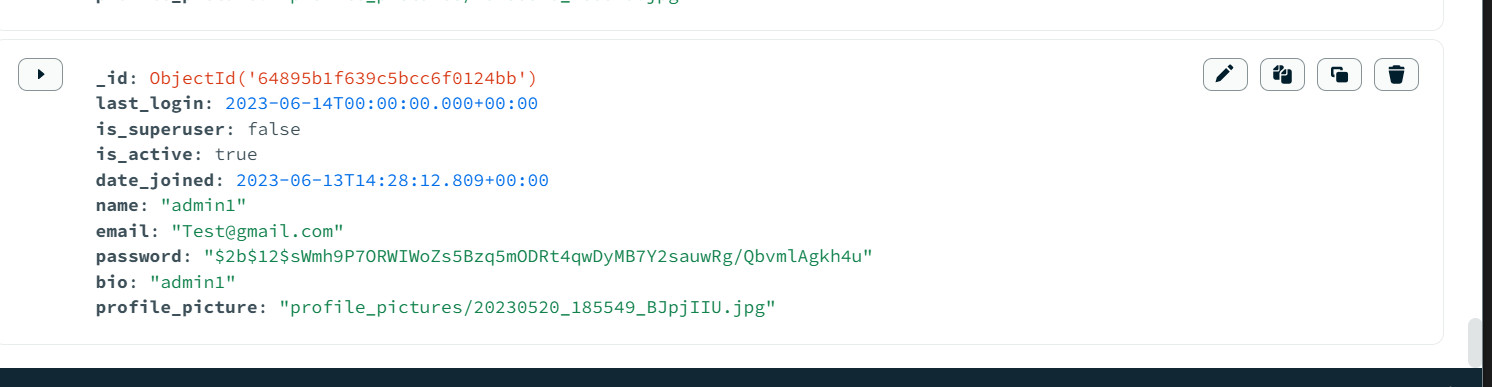 _id: ObjectId('64895b1f639c5bcc6f0124bb')
last_login: 2023-06-14T00:00:00.000+00:00
is_superuser: false
is_active: true
date_joined: 2023-06-13T14:28:12.809+00:00
name: "admin1"
email: "Test@gmail.com"
password: "$2b$12$sWmh9P7ORWIWoZs5Bzq5mODRt4qwDyMB7Y2sauwRg/QbvmlAgkh4u"
bio: "admin1"
profile_picture: "profile_pictures/20230520_185549_BJpjIIU.jpg"